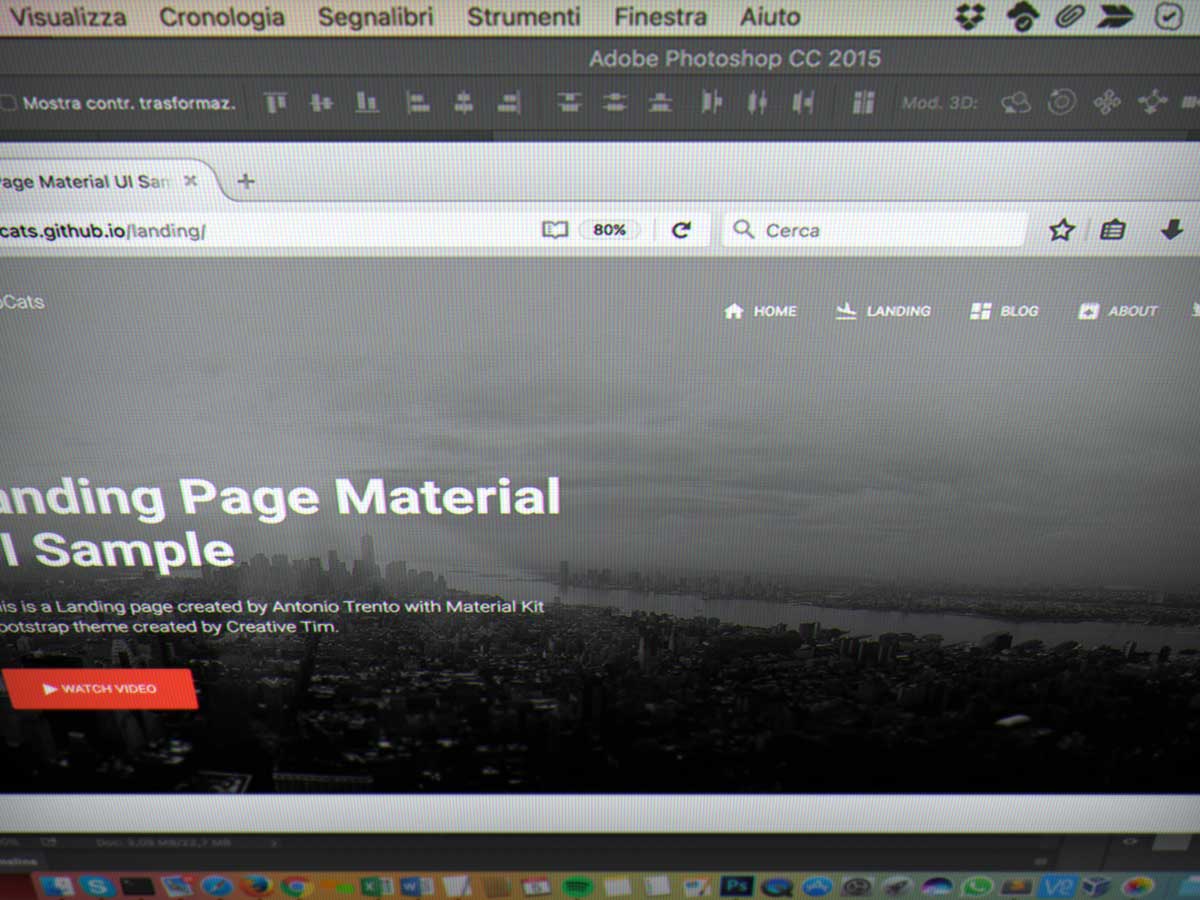 Visualizza Cronologia Segnalibri Strumenti Finestra Aiuto
Adobe Photoshop CC 2015
Mostra contr. trasformaz. Mod. 3D:
age Material UI Sam
cats.github.io/landing/ 80% Cerca
Cats HOME LANDING BLOG ABOUT
anding Page Material
I Sample
his is a Landing page created by Antonio Trento with Material Kit
ootstrap theme created by Creative Tim.
WATCH VIDEO
Ps